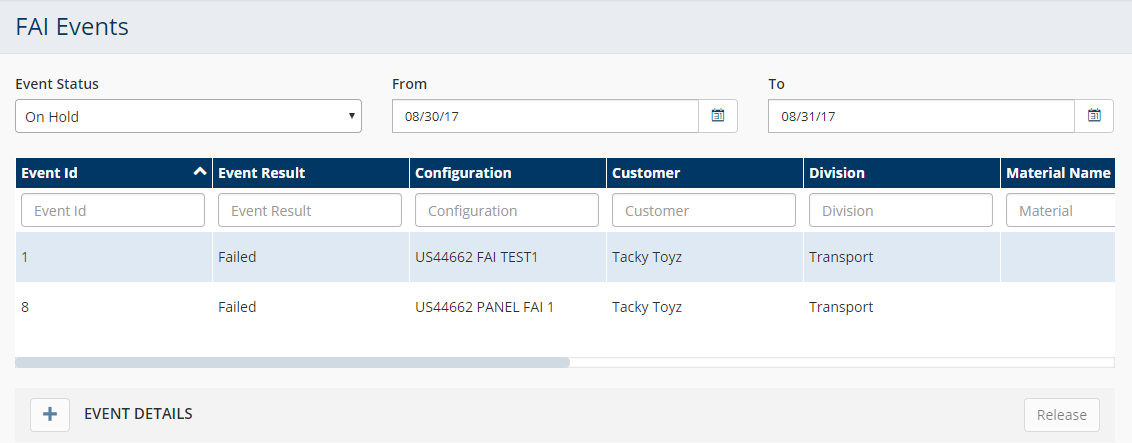 FAI Events
Event Status From To
On Hold 08/30/17 08/31/17
Event Id Event Result Configuration Customer Division Material Name
Event Id Event Result Configuration Customer Division Material
1 Failed US44662 FAI TEST1 Tacky Toyz Transport
8 Failed US44662 PANEL FAI 1 Tacky Toyz Transport
EVENT DETAILS Release